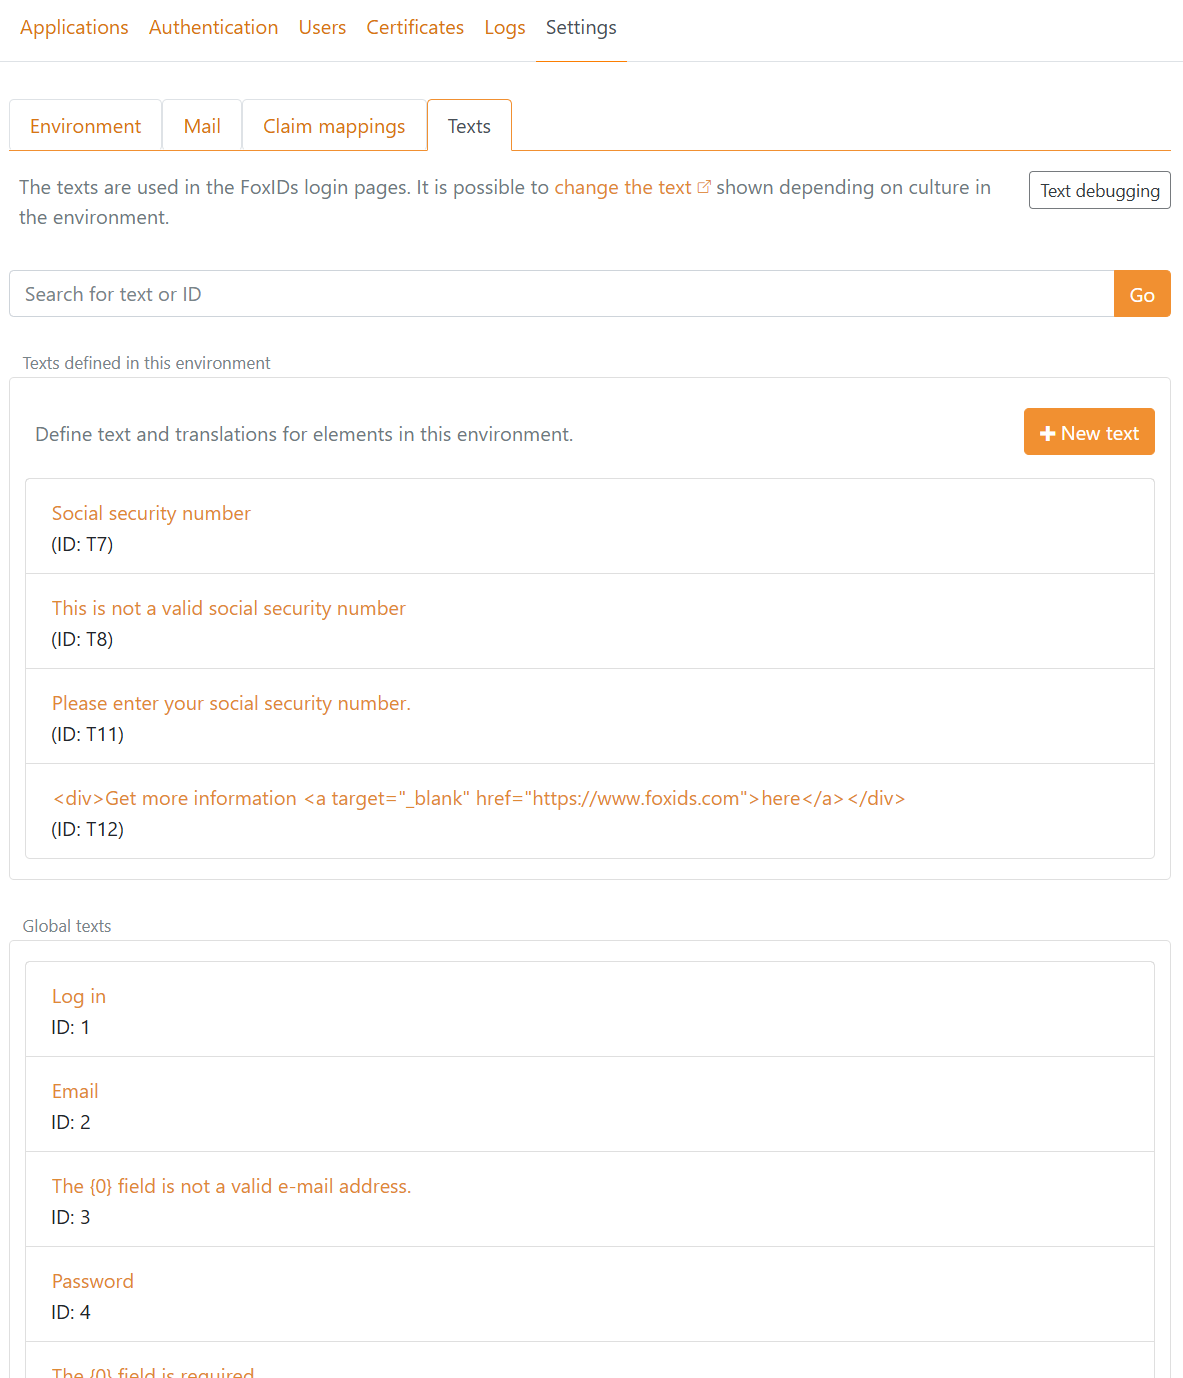 Applications Authentication Users Certificates Logs Settings
Environment Mail Claim mappings Texts
The texts are used in the FoxIDs login pages. It is possible to change the text shown depending on culture in
the environment.
Text debugging
Search for text or ID
Go
Texts defined in this environment
Define text and translations for elements in this environment.
New text
Social security number
(ID: T7)
This is not a valid social security number
(ID: T8)
Please enter your social security number.
(ID: T11)
<div>Get more information <a target="_blank" href="https://www.foxids.com">here</a></div>
(ID: T12)
Global texts
Log in
ID: 1
Email
ID: 2
The {0} field is not a valid e-mail address.
ID: 3
Password
ID: 4
The {0} field is required